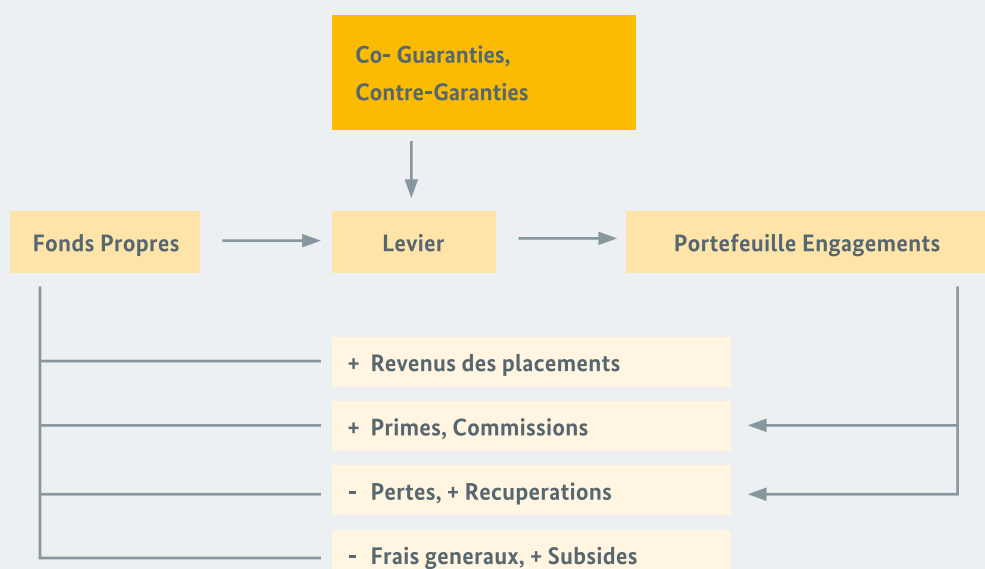 Co- Guaranties,
Contre-Garanties
Fonds Propres
Levier
Portefeuille Engagements
+ Revenus des placements
+ Primes, Commissions
- Pertes, + Recuperations
- Frais generaux, + Subsides